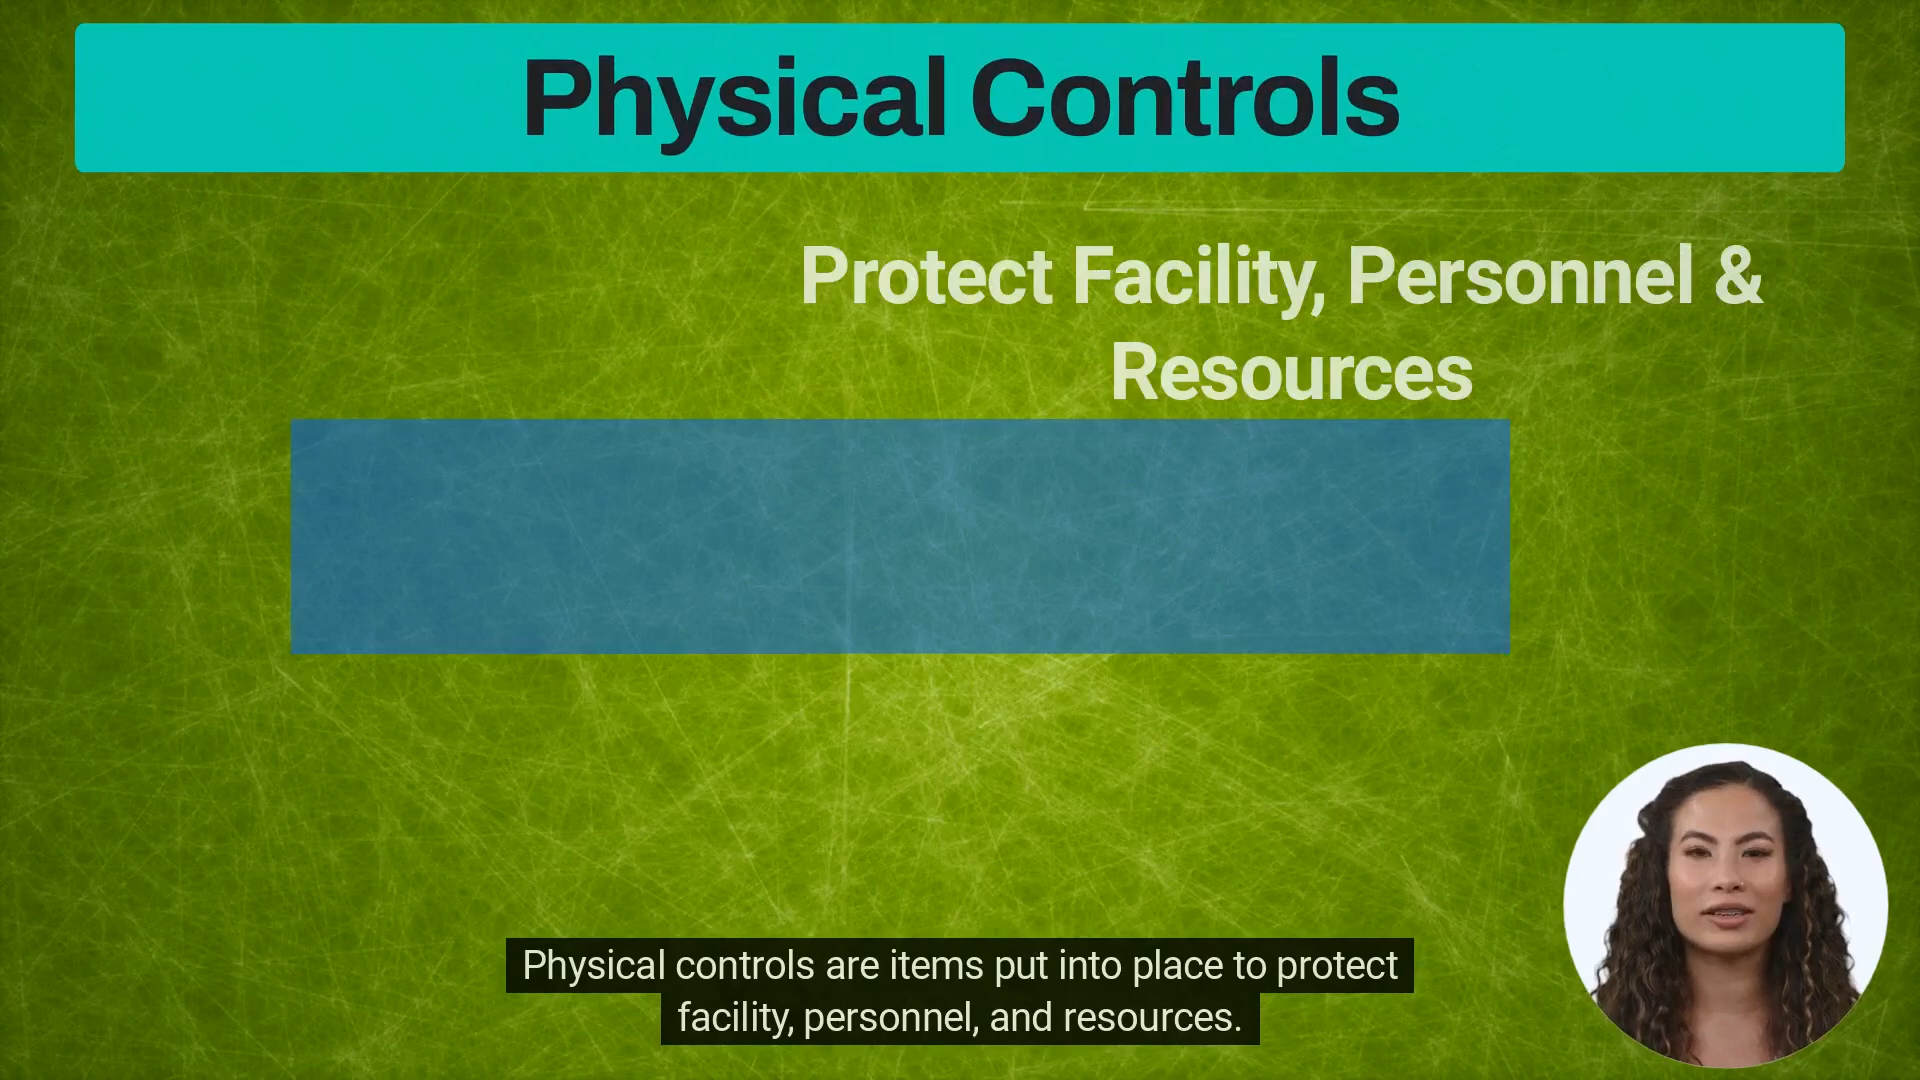 Physical Controls
Protect Facility, Personnel &
Resources
Physical controls are items put into place to protect
facility, personnel, and resources.